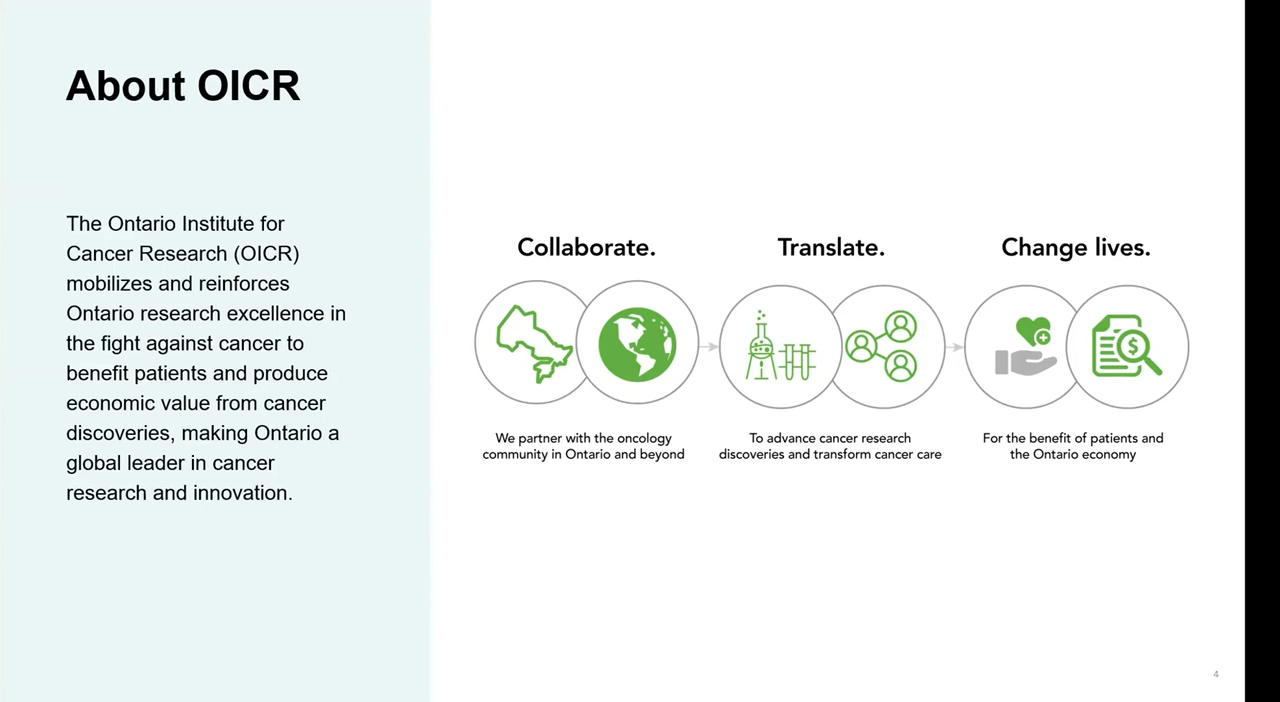 About OICR
The Ontario Institute for
Cancer Research (OICR)
mobilizes and reinforces
Ontario research excellence in
the fight against cancer to
benefit patients and produce
economic value from cancer
discoveries, making Ontario a
global leader in cancer
research and innovation.
Collaborate.
We partner with the oncology
community in Ontario and beyond
Translate.
To advance cancer research
discoveries and transform cancer care
Change lives.
$
For the benefit of patients and
the Ontario economy
4